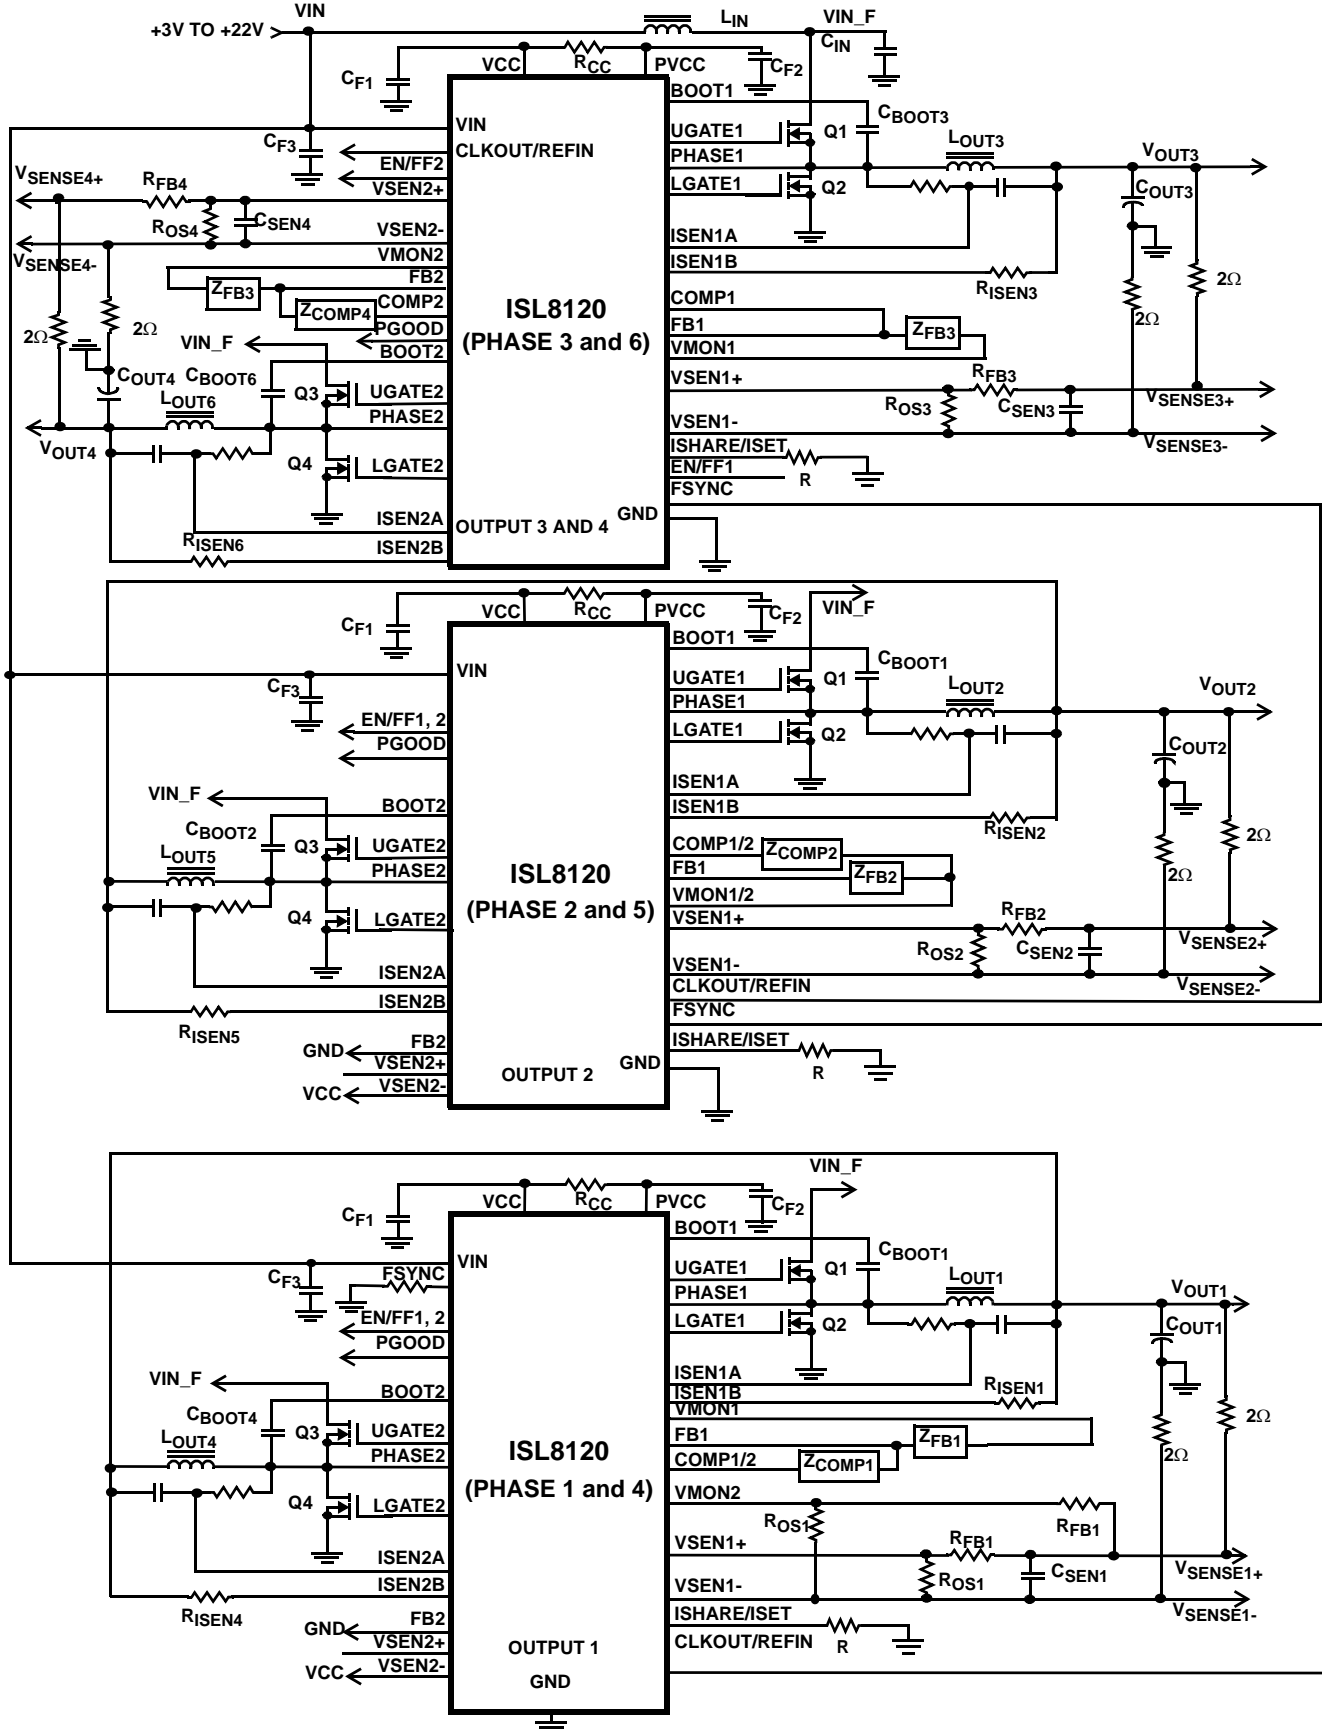 VIN
+3V TO +22V
LIN
VIN_F
CIN
CF1
VCC
RCC
PVCC
CF2
BOOT1
VIN
CF3
CLKOUT/REFIN
EN/FF2
VSEN2+
UGATE1
Q1
CBOOT3
PHASE1
LOUT3
VOUT3
LGATE1
Q2
COUT3
VSENSE4+
RFB4
ROS4
CSEN4
VSEN2-
VSENSE4-
VMON2
FB2
ZFB3
COMP2
ZCOMP4
PGOOD
VIN_F
BOOT2
ISL8120
(PHASE 3 and 6)
ISEN1A
ISEN1B
RISEN3
2Ω
2Ω
COMP1
FB1
ZFB3
VMON1
2Ω
2Ω
COUT4
CBOOT6
Q3
UGATE2
LOUT6
PHASE2
VOUT4
Q4
LGATE2
VSEN1+
RFB3
ROS3
CSEN3
VSENSE3+
VSEN1-
VSENSE3-
ISHARE/ISET
R
EN/FF1
FSYNC
ISEN2A
OUTPUT 3 AND 4
GND
RISEN6
ISEN2B
CF1
VCC
RCC
PVCC
CF2
VIN_F
BOOT1
VIN
CF3
UGATE1
Q1
CBOOT1
PHASE1
LOUT2
VOUT2
LGATE1
Q2
COUT2
EN/FF1, 2
PGOOD
ISEN1A
ISEN1B
RISEN2
VIN_F
BOOT2
CBOOT2
Q3
UGATE2
LOUT5
PHASE2
Q4
LGATE2
ISL8120
(PHASE 2 and 5)
COMP1/2
ZCOMP2
FB1
ZFB2
VMON1/2
2Ω
2Ω
VSEN1+
RFB2
ROS2
CSEN2
VSENSE2+
VSEN1-
VSENSE2-
CLKOUT/REFIN
FSYNC
ISEN2A
ISEN2B
RISEN5
GND
FB2
VSEN2+
VCC
VSEN2-
OUTPUT 2
GND
ISHARE/ISET
R
VIN_F
CF1
VCC
RCC
PVCC
CF2
BOOT1
VIN
CF3
FSYNC
UGATE1
Q1
CBOOT1
PHASE1
LOUT1
VOUT1
LGATE1
Q2
COUT1
EN/FF1, 2
PGOOD
ISEN1A
ISEN1B
RISEN1
VMON1
VIN_F
BOOT2
CBOOT4
Q3
UGATE2
LOUT4
PHASE2
Q4
LGATE2
ISL8120
(PHASE 1 and 4)
FB1
ZFB1
COMP1/2
ZCOMP1
2Ω
2Ω
VMON2
ROS1
RFB1
VSEN1+
RFB1
ROS1
CSEN1
VSENSE1+
VSEN1-
VSENSE1-
ISEN2A
ISEN2B
RISEN4
GND
FB2
VSEN2+
VCC
VSEN2-
OUTPUT 1
GND
ISHARE/ISET
R
CLKOUT/REFIN